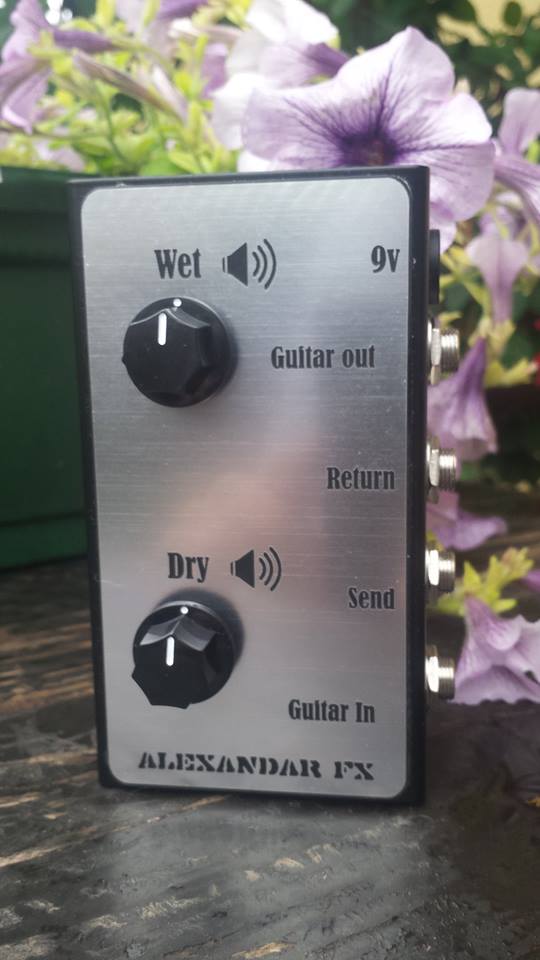 Wet
9v
Guitar out
Return
Dry
Send
Guitar In
ALEXANDAR FX